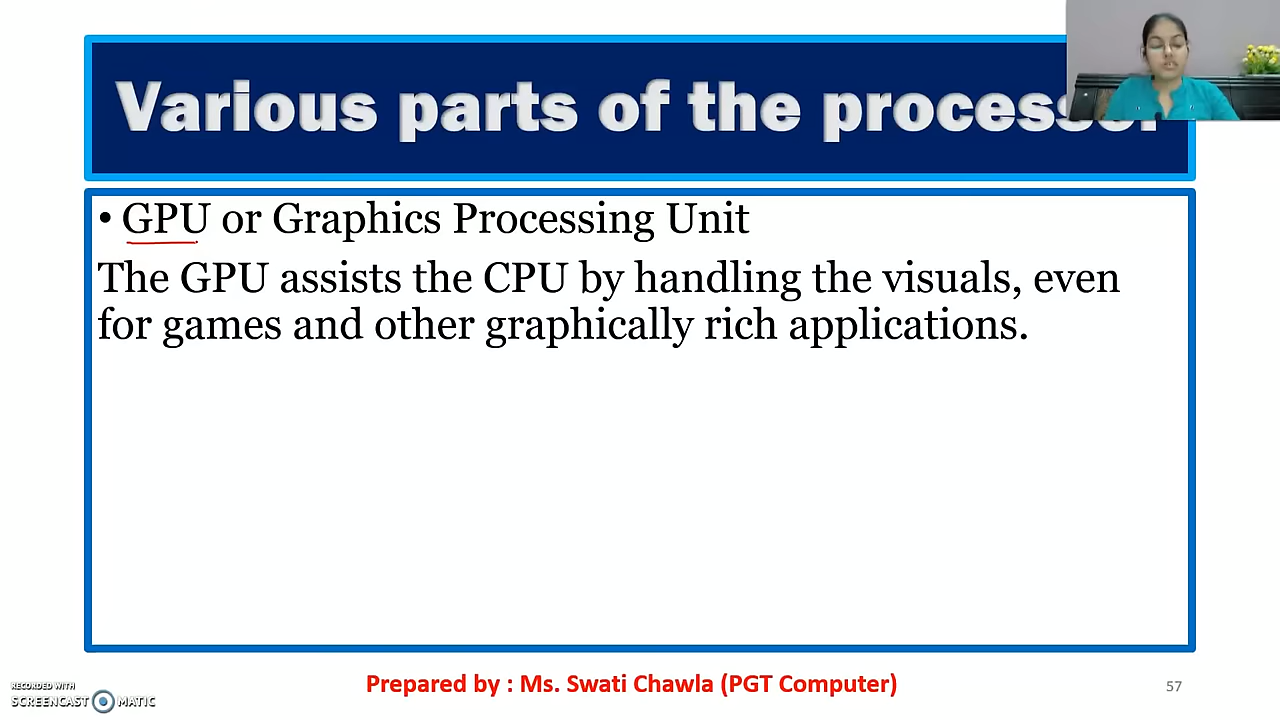 Various parts of the processor
• GPU or Graphics Processing Unit
The GPU assists the CPU by handling the visuals, even
for games and other graphically rich applications.
Prepared by : Ms. Swati Chawla (PGT Computer)
57
RECORDED WITH
SCREENCAST MATIC